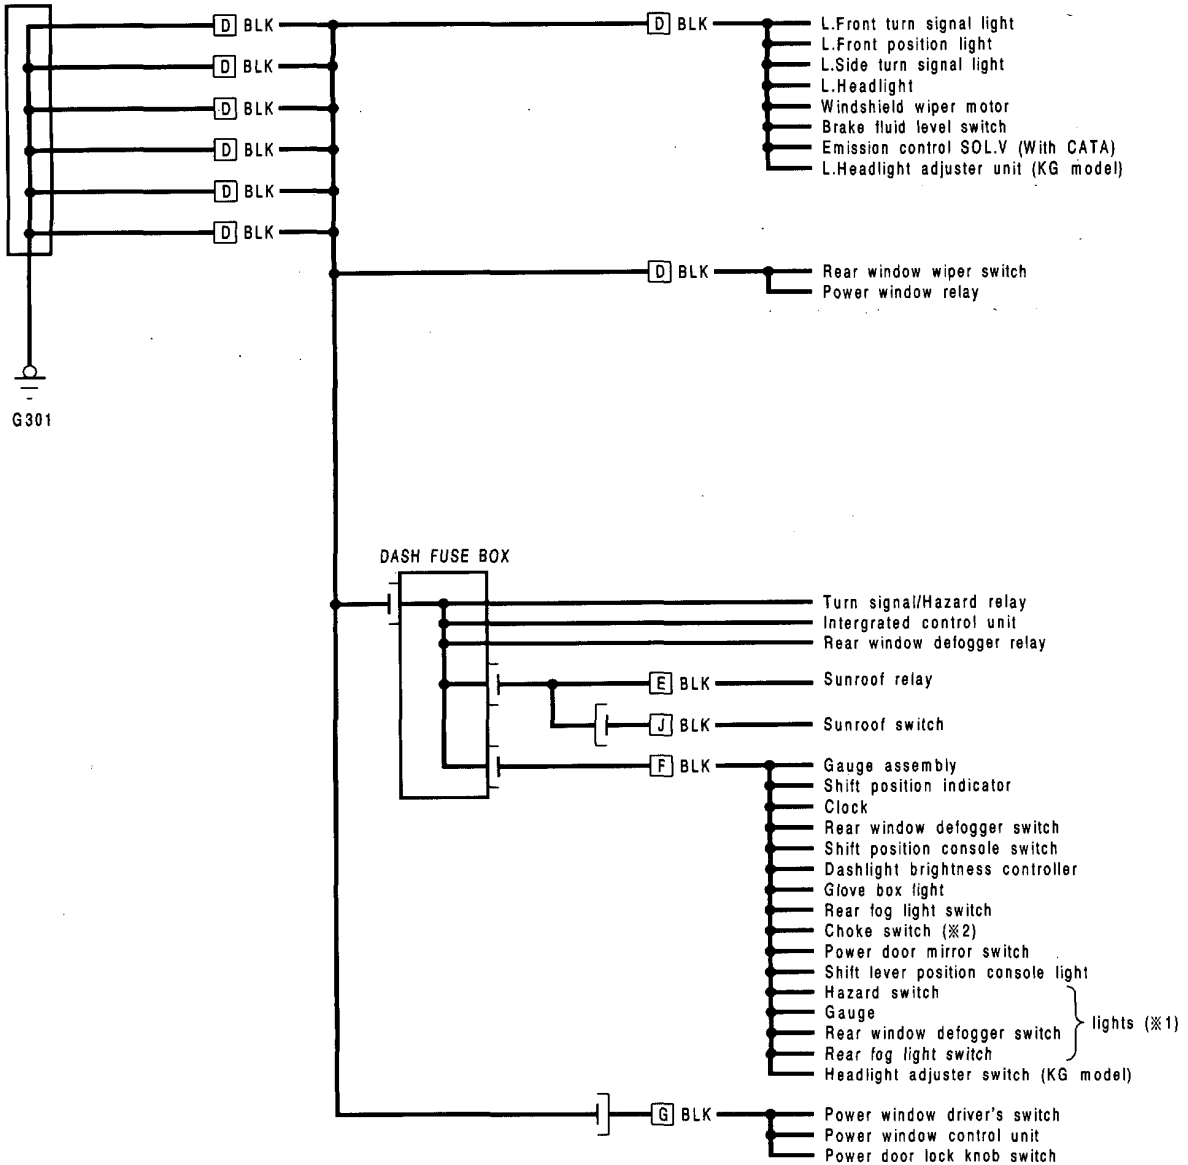 D BLK D BLK L.Front turn signal light
L.Front position light
D BLK L.Side turn signal light
L.Headlight
D BLK Windshield wiper motor
Brake fluid level switch
D BLK Emission control SOL.V (With CATA)
L.Headlight adjuster unit (KG model)
D BLK
D BLK
D BLK Rear window wiper switch
Power window relay
G301
DASH FUSE BOX
Turn signal/Hazard relay
Intergrated control unit
Rear window defogger relay
E BLK Sunroof relay
J BLK Sunroof switch
F BLK Gauge assembly
Shift position indicator
Clock
Rear window defogger switch
Shift position console switch
Dashlight brightness controller
Glove box light
Rear fog light switch
Choke switch (※2)
Power door mirror switch
Shift lever position console light
Hazard switch
Gauge
Rear window defogger switch lights (※1)
Rear fog light switch
Headlight adjuster switch (KG model)
G BLK Power window driver's switch
Power window control unit
Power door lock knob switch